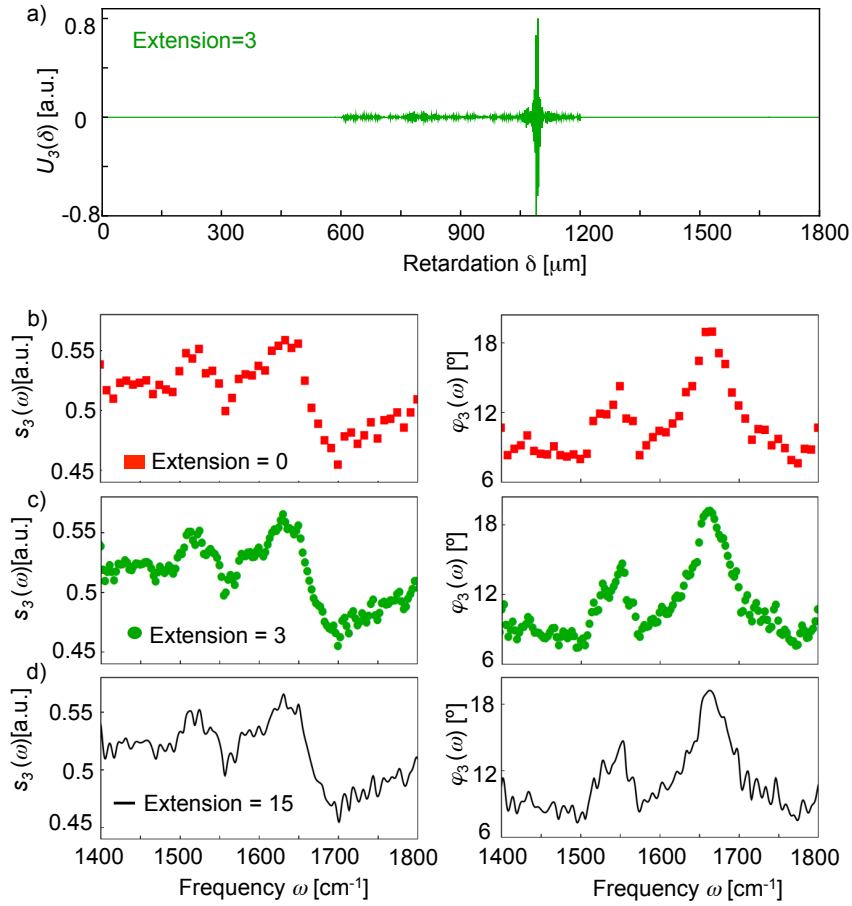 a)
Extension=3
0.8
0
-0.8
U₃(δ) [a.u.]
0 300 600 900 1200 1500 1800
Retardation δ [μm]
b)
0.55
0.5
0.45
s₃(ω)[a.u.]
Extension = 0
18
12
6
φ₃(ω) [º]
c)
0.55
0.5
0.45
s₃(ω)[a.u.]
Extension = 3
18
12
6
φ₃(ω) [º]
d)
0.55
0.5
0.45
s₃(ω)[a.u.]
Extension = 15
1400 1500 1600 1700 1800
Frequency ω [cm⁻¹]
18
12
6
φ₃(ω) [º]
1400 1500 1600 1700 1800
Frequency ω [cm⁻¹]